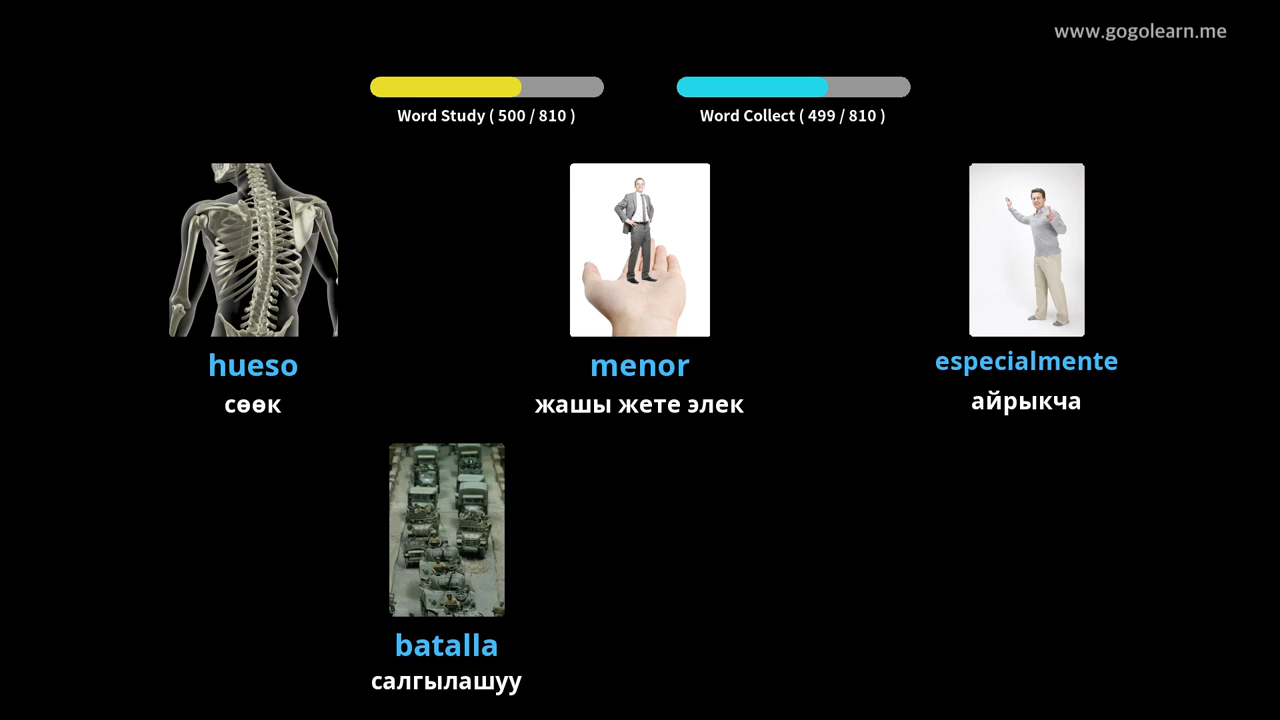 www.gogolearn.me
Word Study ( 500 / 810 )
Word Collect ( 499 / 810 )
hueso
сөөк
menor
жашы жете элек
especialmente
айрыкча
batalla
салгылашуу